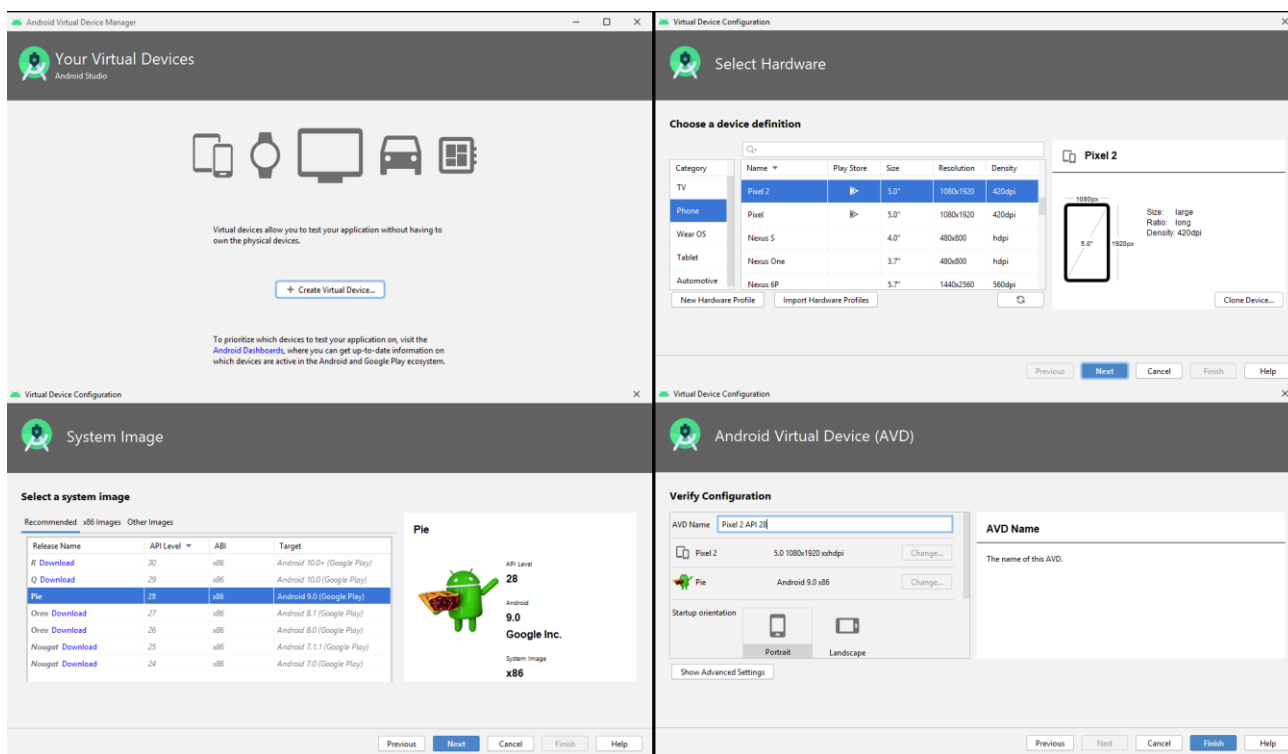 Android Virtual Device Manager
Your Virtual Devices
Android Studio
Virtual devices allow you to test your application without having to
own the physical devices.
+ Create Virtual Device...
To prioritize which devices to test your application on, visit the
Android Dashboards, where you can get up-to-date information on
which devices are active in the Android and Google Play ecosystem.
Virtual Device Configuration
Select Hardware
Choose a device definition
Category
TV
Phone
Wear OS
Tablet
Automotive
Name Play Store Size Resolution Density
Pixel 2 5.0" 1080x1920 420dpi
Pixel 5.0" 1080x1920 420dpi
Nexus S 4.0" 480x800 hdpi
Nexus One 3.7" 480x800 hdpi
Nexus 6P 5.7" 1440x2560 560dpi
New Hardware Profile Import Hardware Profiles
Pixel 2
1080px
5.0" 1920px
Size: large
Ratio: long
Density: 420dpi
Clone Device...
Previous Next Cancel Finish Help
Virtual Device Configuration
System Image
Select a system image
Recommended x86 Images Other Images
Release Name API Level ABI Target
R Download 30 x86 Android 10.0+ (Google Play)
Q Download 29 x86 Android 10.0 (Google Play)
Pie 28 x86 Android 9.0 (Google Play)
Oreo Download 27 x86 Android 8.1 (Google Play)
Oreo Download 26 x86 Android 8.0 (Google Play)
Nougat Download 25 x86 Android 7.1.1 (Google Play)
Nougat Download 24 x86 Android 7.0 (Google Play)
Pie
API Level
28
Android
9.0
Google Inc.
System Image
x86
Previous Next Cancel Finish Help
Virtual Device Configuration
Android Virtual Device (AVD)
Verify Configuration
AVD Name Pixel 2 API 28
Pixel 2 5.0 1080x1920 xxhdpi Change...
Pie Android 9.0 x86 Change...
Startup orientation
Portrait Landscape
Show Advanced Settings
AVD Name
The name of this AVD.
Previous Next Cancel Finish Help